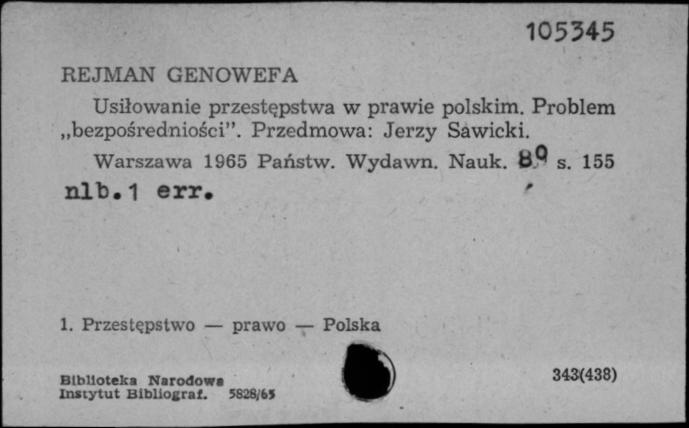 105345
REJMAN GENOWEFA
Usiłowanie przestępstwa w prawie polskim. Problem
„bezpośredniości”. Przedmowa: Jerzy Sawicki.
Warszawa 1965 Państw. Wydawn. Nauk. 8º s. 155
nlb. 1 err.
1. Przestępstwo — prawo — Polska
Biblioteka Narodowa
Instytut Bibliograf. 5828/65
343(438)